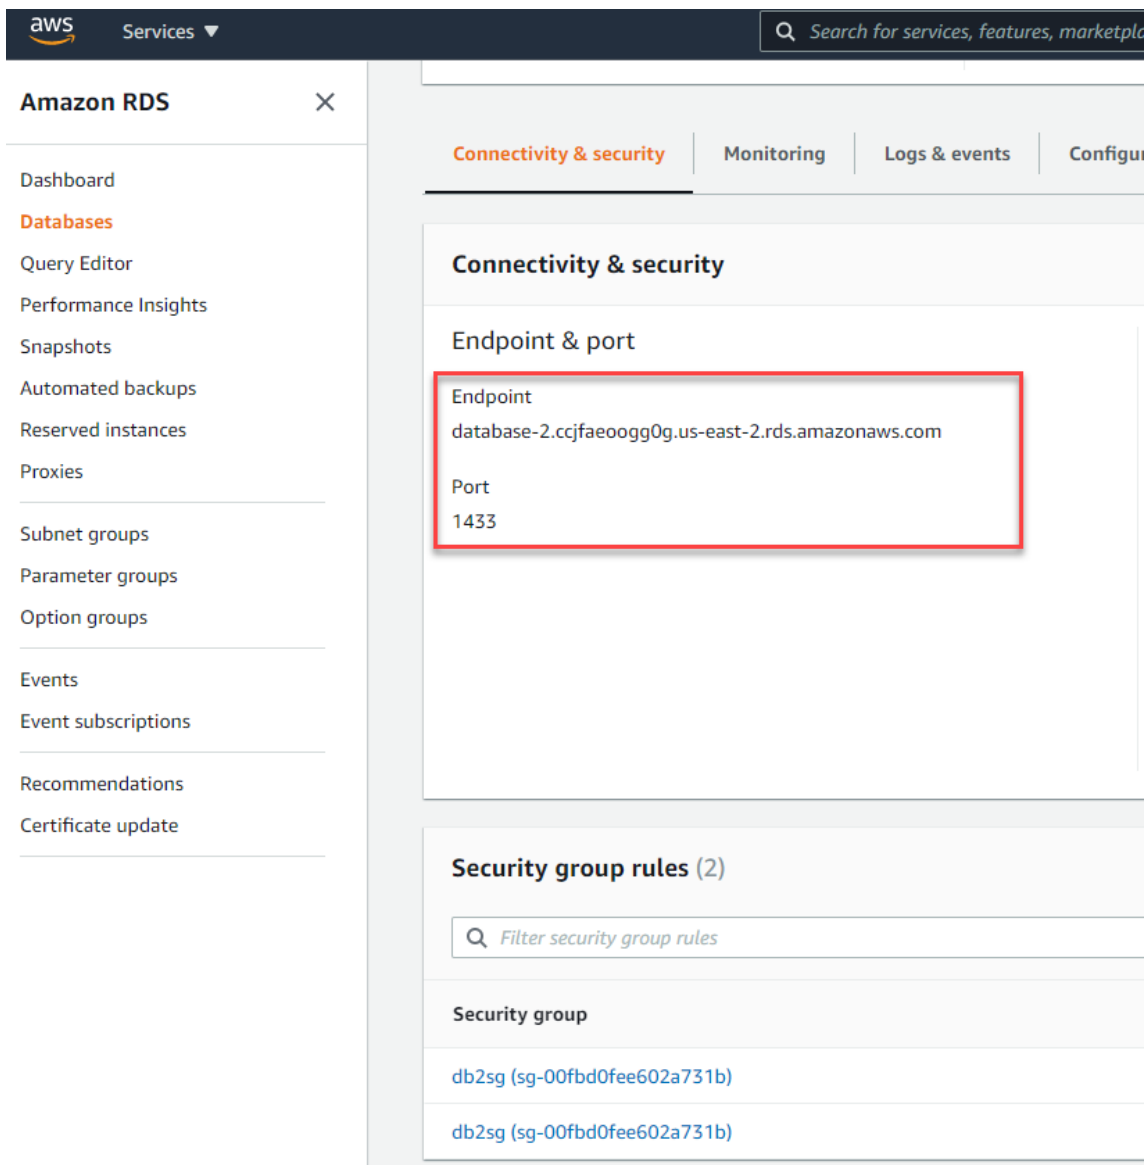 aws
Services ▼
Search for services, features, marketpla
Amazon RDS
Dashboard
Databases
Query Editor
Performance Insights
Snapshots
Automated backups
Reserved instances
Proxies
Subnet groups
Parameter groups
Option groups
Events
Event subscriptions
Recommendations
Certificate update
Connectivity & security
Monitoring
Logs & events
Configur
Connectivity & security
Endpoint & port
Endpoint
database-2.ccjfaeoogg0g.us-east-2.rds.amazonaws.com
Port
1433
Security group rules (2)
Filter security group rules
Security group
db2sg (sg-00fbd0fee602a731b)
db2sg (sg-00fbd0fee602a731b)